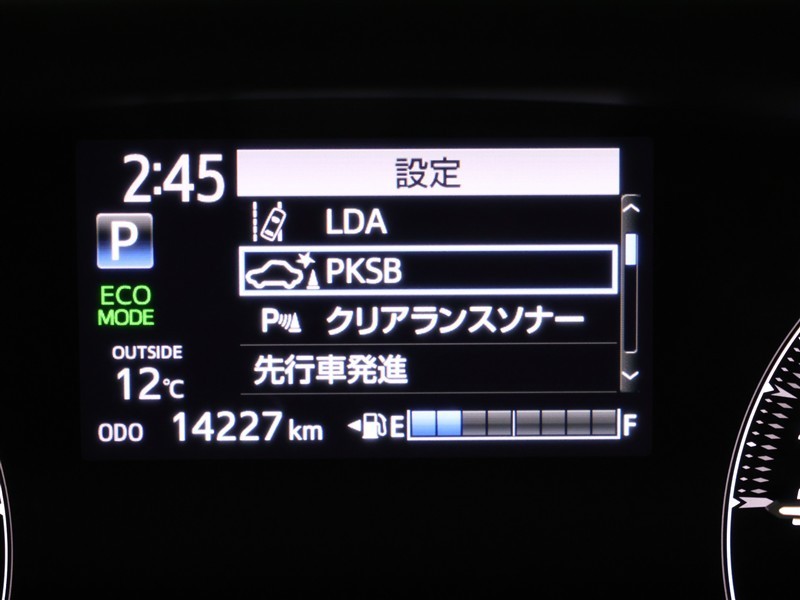 2:45
設定
LDA
P
PKSB
ECO
MODE
P クリアランスソナー
OUTSIDE
12℃
先行車発進
ODO 14227 km
E F